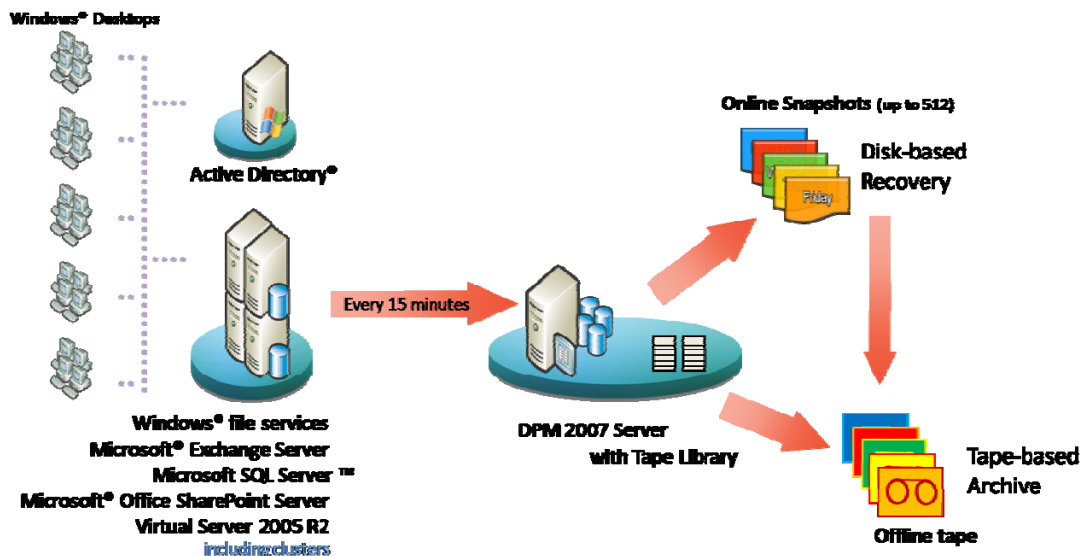 Windows® Desktops
Active Directory®
Online Snapshots (up to 512)
Disk-based
Recovery
Friday
Every 15 minutes
Windows® file services
Microsoft® Exchange Server
Microsoft SQL Server ™
Microsoft® Office SharePoint Server
Virtual Server 2005 R2
including clusters
DPM 2007 Server
with Tape Library
Tape-based
Archive
Offline tape